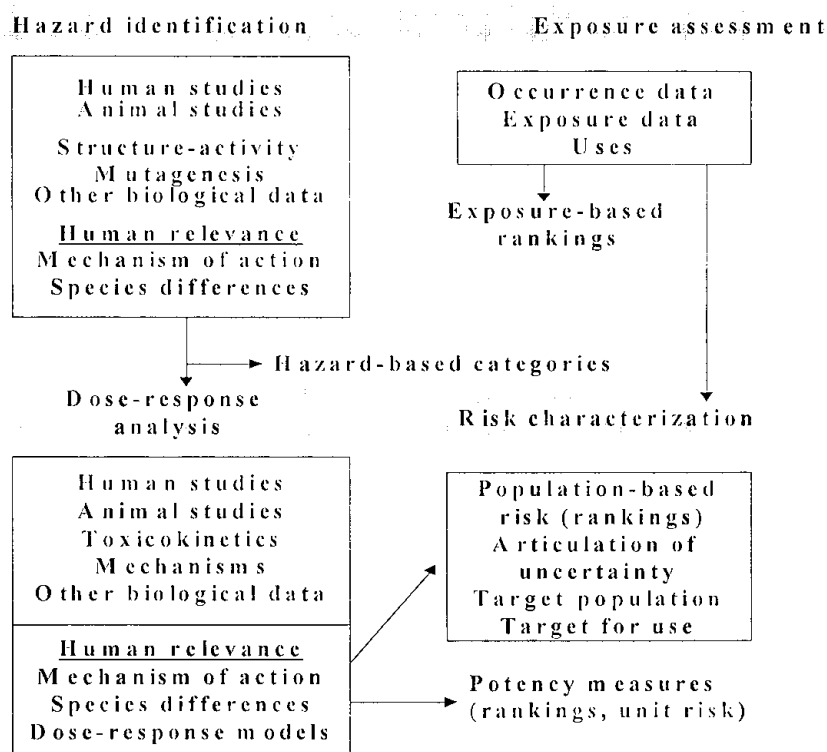 Hazard identification
Human studies
Animal studies
Structure-activity
Mutagenesis
Other biological data
Human relevance
Mechanism of action
Species differences
Hazard-based categories
Dose-response
analysis
Human studies
Animal studies
Toxicokinetics
Mechanisms
Other biological data
Human relevance
Mechanism of action
Species differences
Dose-response models
Exposure assessment
Occurrence data
Exposure data
Uses
Exposure-based
rankings
Risk characterization
Population-based
risk (rankings)
Articulation of
uncertainty
Target population
Target for use
Potency measures
(rankings, unit risk)